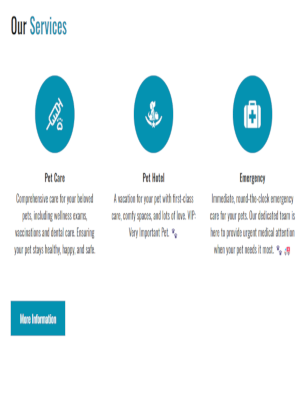 Our Services
Pet Care
Comprehensive care for your beloved
pets, including wellness exams,
vaccinations and dental care. Ensuring
your pet stays healthy, happy, and safe.
Pet Hotel
A vacation for your pet with first-class
care, comfy spaces, and lots of love. VIP:
Very Important Pet. 🐾
Emergency
Immediate, round-the-clock emergency
care for your pets. Our dedicated team is
here to provide urgent medical attention
when your pet needs it most. 🐾
More Information